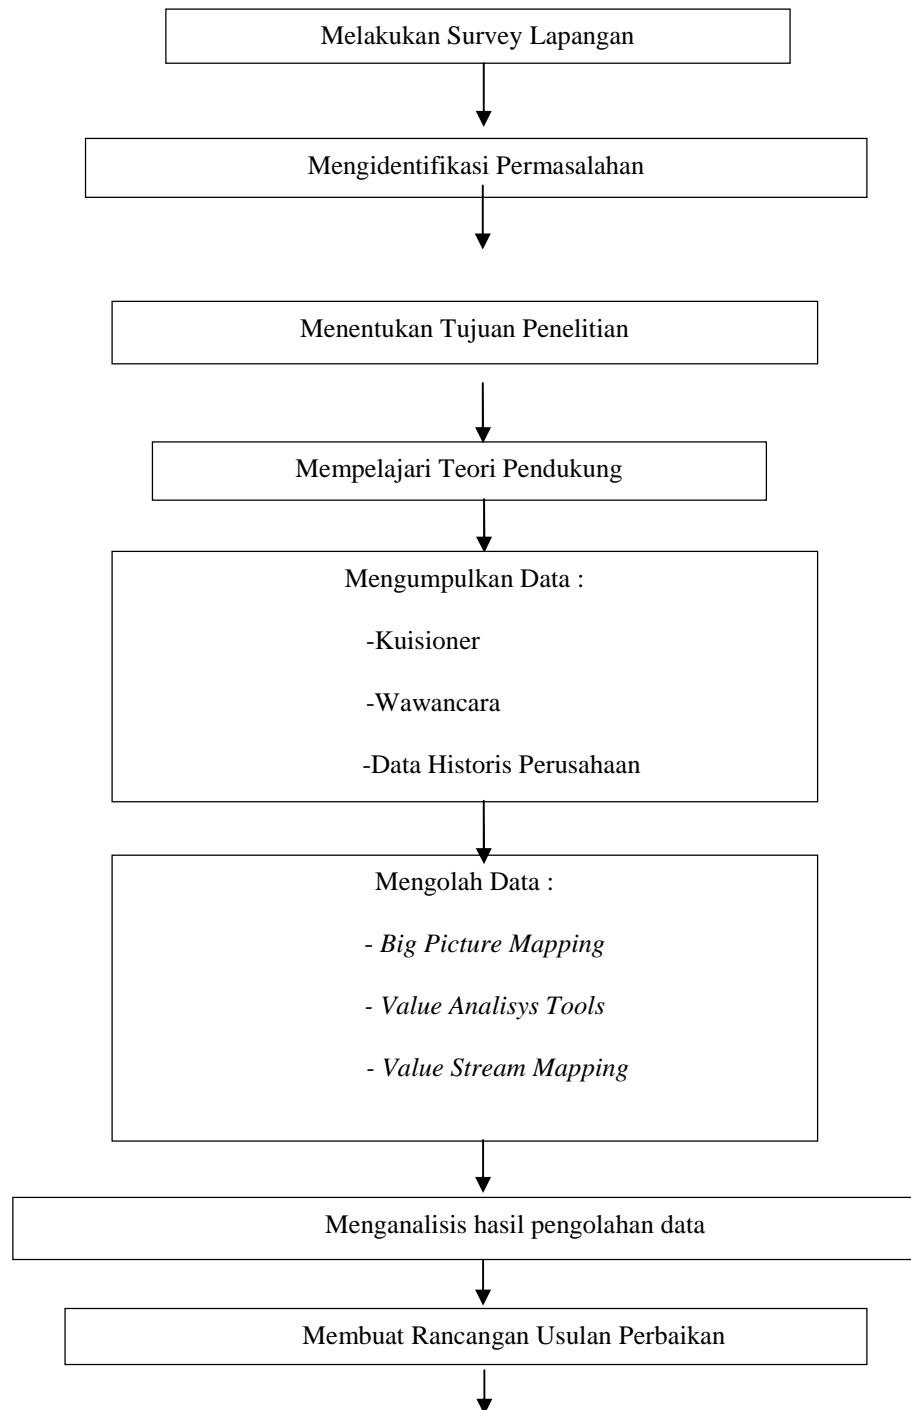 Melakukan Survey Lapangan
Mengidentifikasi Permasalahan
Menentukan Tujuan Penelitian
Mempelajari Teori Pendukung
Mengumpulkan Data :
-Kuisioner
-Wawancara
-Data Historis Perusahaan
Mengolah Data :
- Big Picture Mapping
- Value Analisys Tools
- Value Stream Mapping
Menganalisis hasil pengolahan data
Membuat Rancangan Usulan Perbaikan